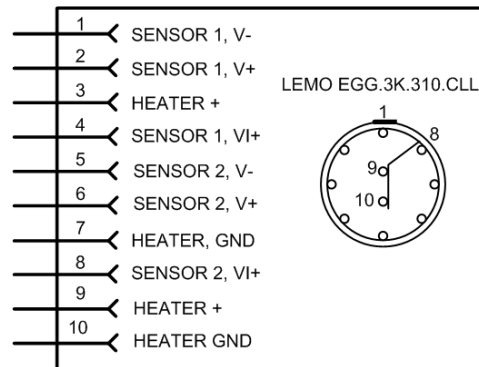 1 SENSOR 1, V-
2 SENSOR 1, V+
3 HEATER +
4 SENSOR 1, VI+
5 SENSOR 2, V-
6 SENSOR 2, V+
7 HEATER, GND
8 SENSOR 2, VI+
9 HEATER +
10 HEATER GND
LEMO EGG.3K.310.CLL
1
8
9
10